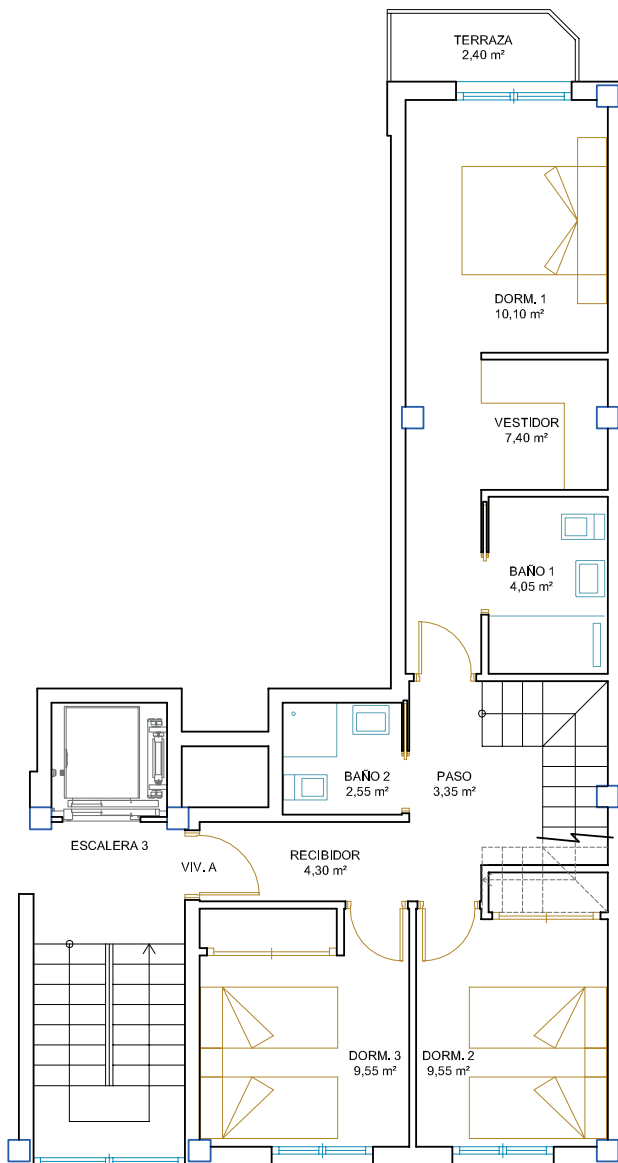 TERRAZA
2,40 m²
DORM. 1
10,10 m²
VESTIDOR
7,40 m²
BAÑO 1
4,05 m²
BAÑO 2
2,55 m²
PASO
3,35 m²
ESCALERA 3
VIV. A
RECIBIDOR
4,30 m²
DORM. 3
9,55 m²
DORM. 2
9,55 m²